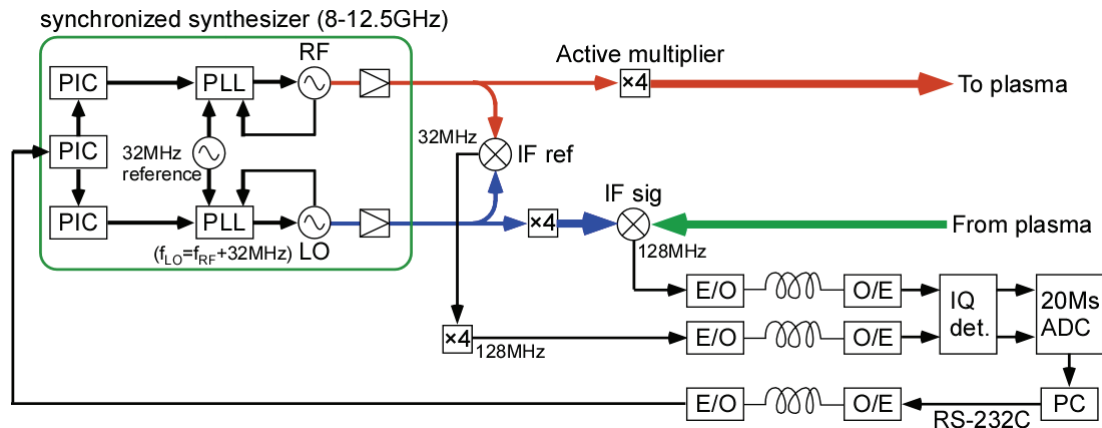 synchronized synthesizer (8-12.5GHz)
RF
Active multiplier
PIC
PLL
×4
To plasma
PIC
32MHz
reference
32MHz
IF ref
IF sig
PIC
PLL
LO
×4
From plasma
(fLO=fRF+32MHz)
128MHz
E/O
O/E
IQ
det.
20Ms
ADC
×4
128MHz
E/O
O/E
E/O
O/E
RS-232C
PC